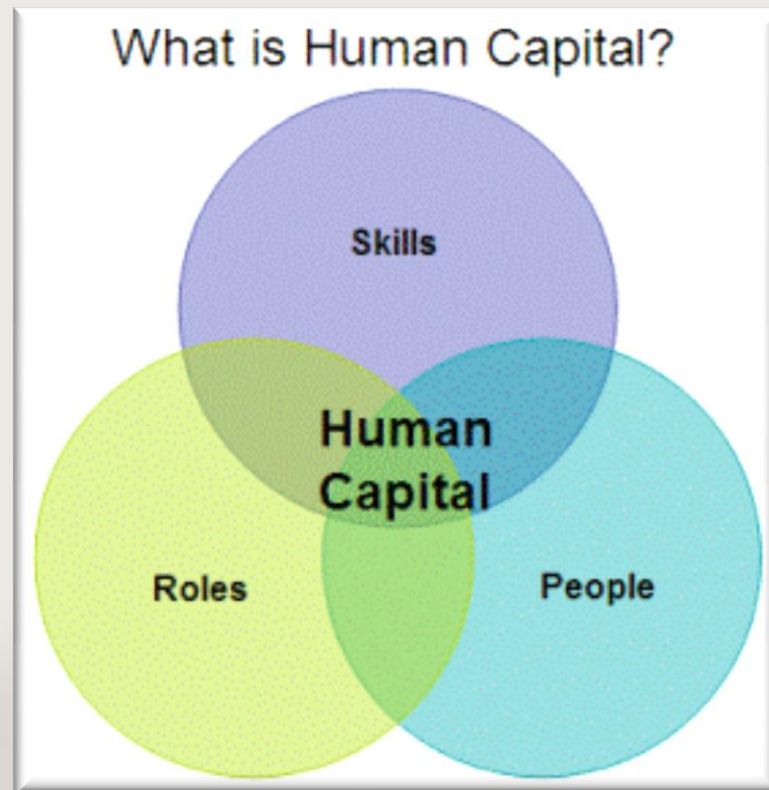 What is Human Capital?
Skills
Human
Capital
Roles
People